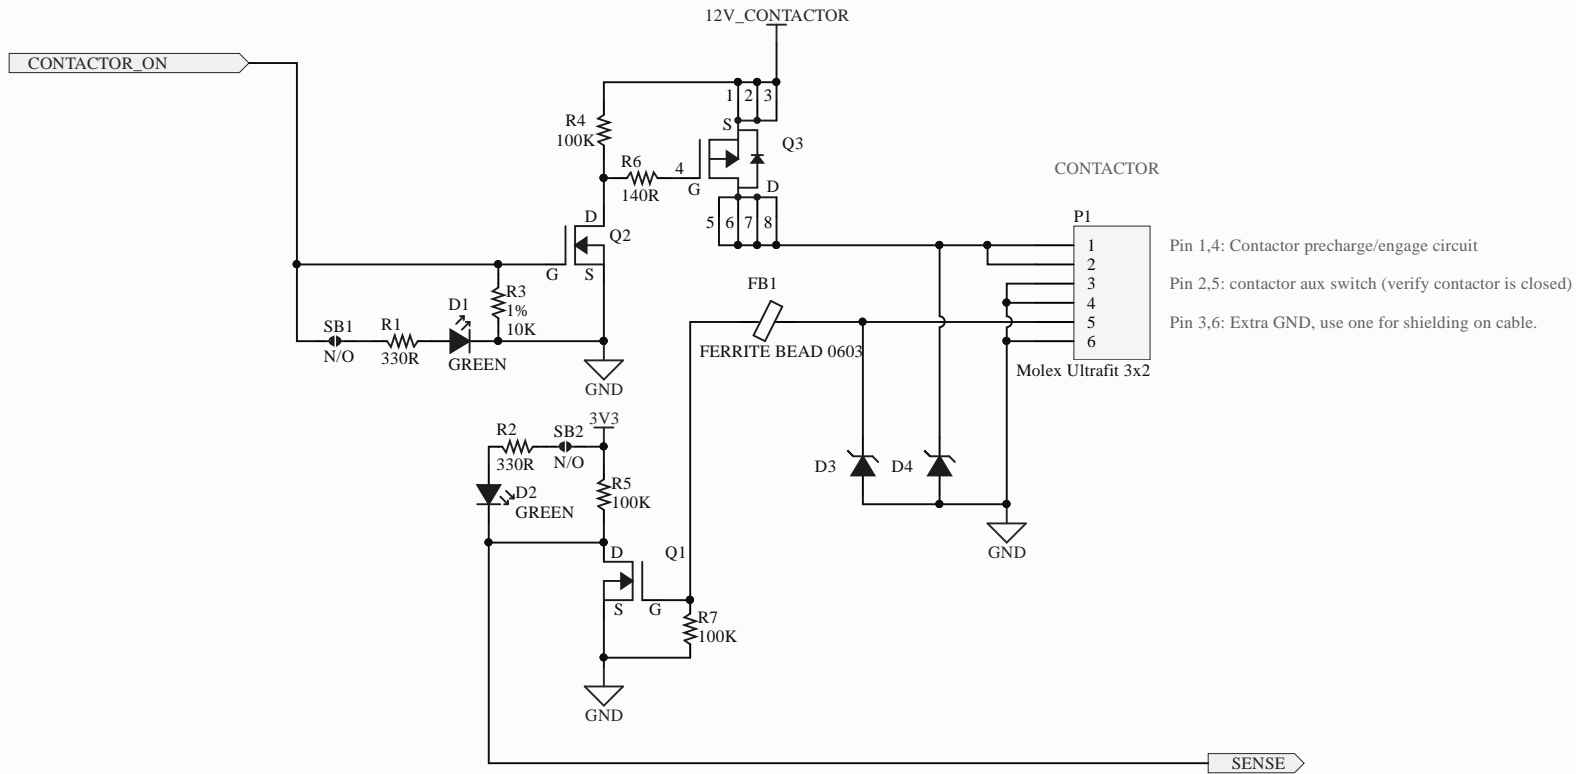 12V_CONTACTOR
CONTACTOR_ON
1 2 3
R4
100K
S
Q3
R6
4
140R
G
D
CONTACTOR
5 6 7 8
P1
D
Q2
G
S
1
2
3
4
5
6
Pin 1,4: Contactor precharge/engage circuit
Pin 2,5: contactor aux switch (verify contactor is closed)
Pin 3,6: Extra GND, use one for shielding on cable.
Molex Ultrafit 3x2
FB1
FERRITE BEAD 0603
R3
1%
10K
D1
GREEN
SB1
N/O
R1
330R
GND
3V3
R2
330R
SB2
N/O
R5
100K
D2
GREEN
D3
D4
GND
D
Q1
S
G
R7
100K
GND
SENSE